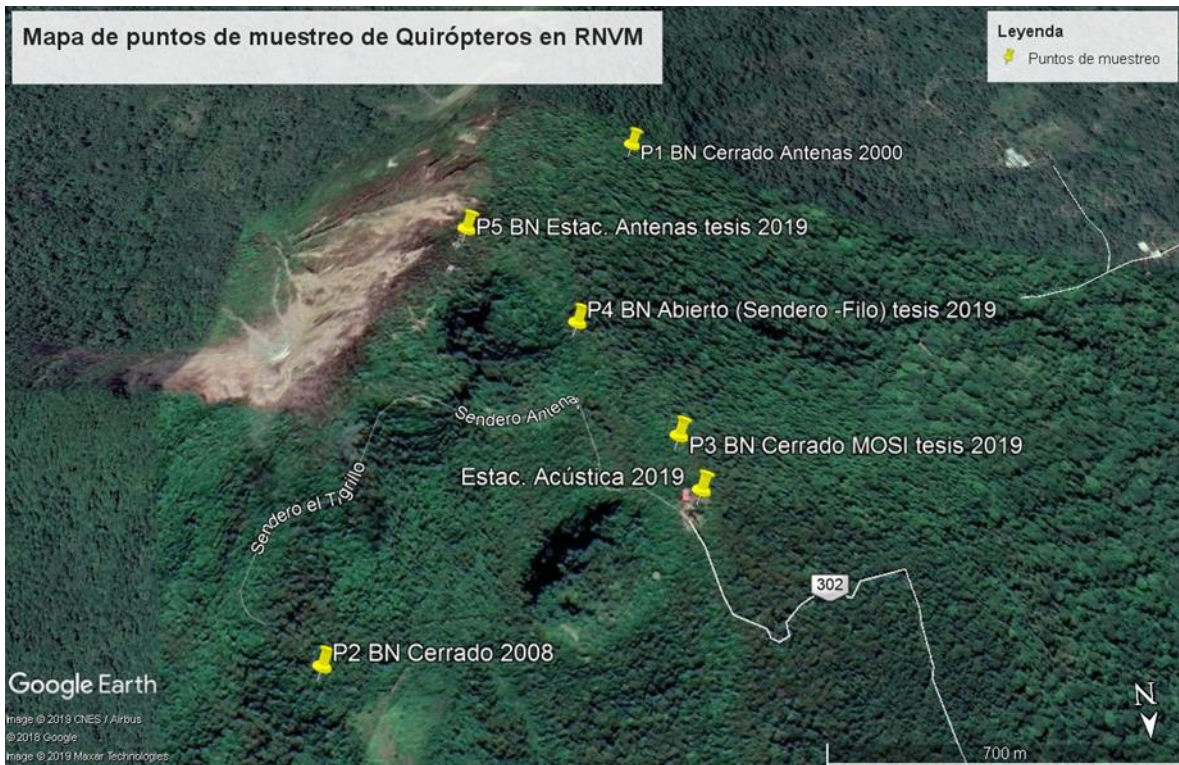 Mapa de puntos de muestreo de Quirópteros en RNVM
Leyenda
Puntos de muestreo
P1 BN Cerrado Antenas 2000
P5 BN Estac. Antenas tesis 2019
P4 BN Abierto (Sendero -Filo) tesis 2019
Sendero Antena
P3 BN Cerrado MOSI tesis 2019
Estac. Acústica 2019
Sendero el Tigrillo
302
P2 BN Cerrado 2008
Google Earth
Image © 2019 CNES / Airbus
© 2018 Google
Image © 2019 Maxar Technologies
N
700 m